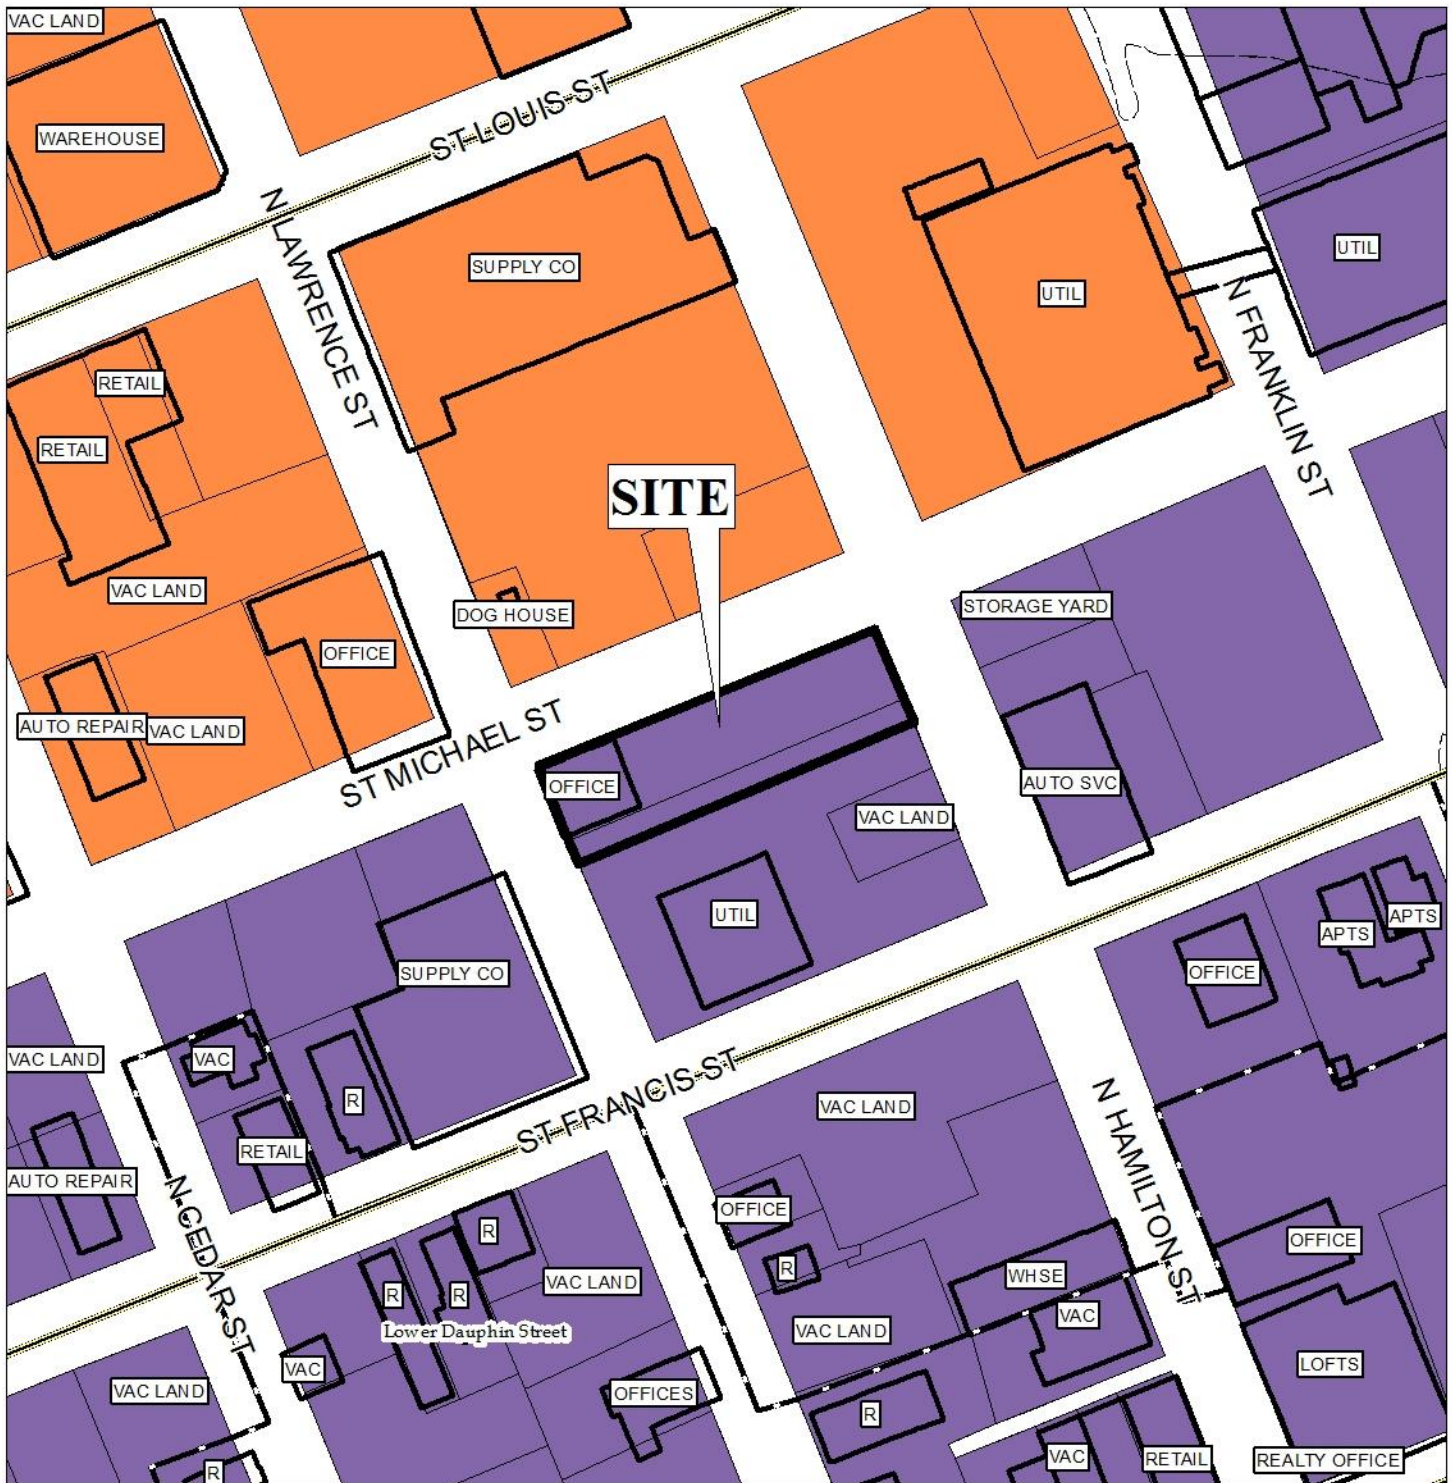 VAC LAND
WAREHOUSE
ST LOUIS ST
N LAWRENCE ST
SUPPLY CO
UTIL
UTIL
N FRANKLIN ST
RETAIL
RETAIL
SITE
VAC LAND
DOG HOUSE
STORAGE YARD
OFFICE
AUTO REPAIR
VAC LAND
ST MICHAEL ST
OFFICE
AUTO SVC
VAC LAND
UTIL
APTS
APTS
SUPPLY CO
OFFICE
VAC LAND
VAC
R
ST FRANCIS ST
VAC LAND
N HAMILTON ST
RETAIL
AUTO REPAIR
N CEDAR ST
OFFICE
R
OFFICE
R
WHSE
VAC LAND
R
R
VAC
Lower Dauphin Street
VAC LAND
VAC
LOFTS
VAC LAND
OFFICES
R
VAC
RETAIL
REALTY OFFICE
R